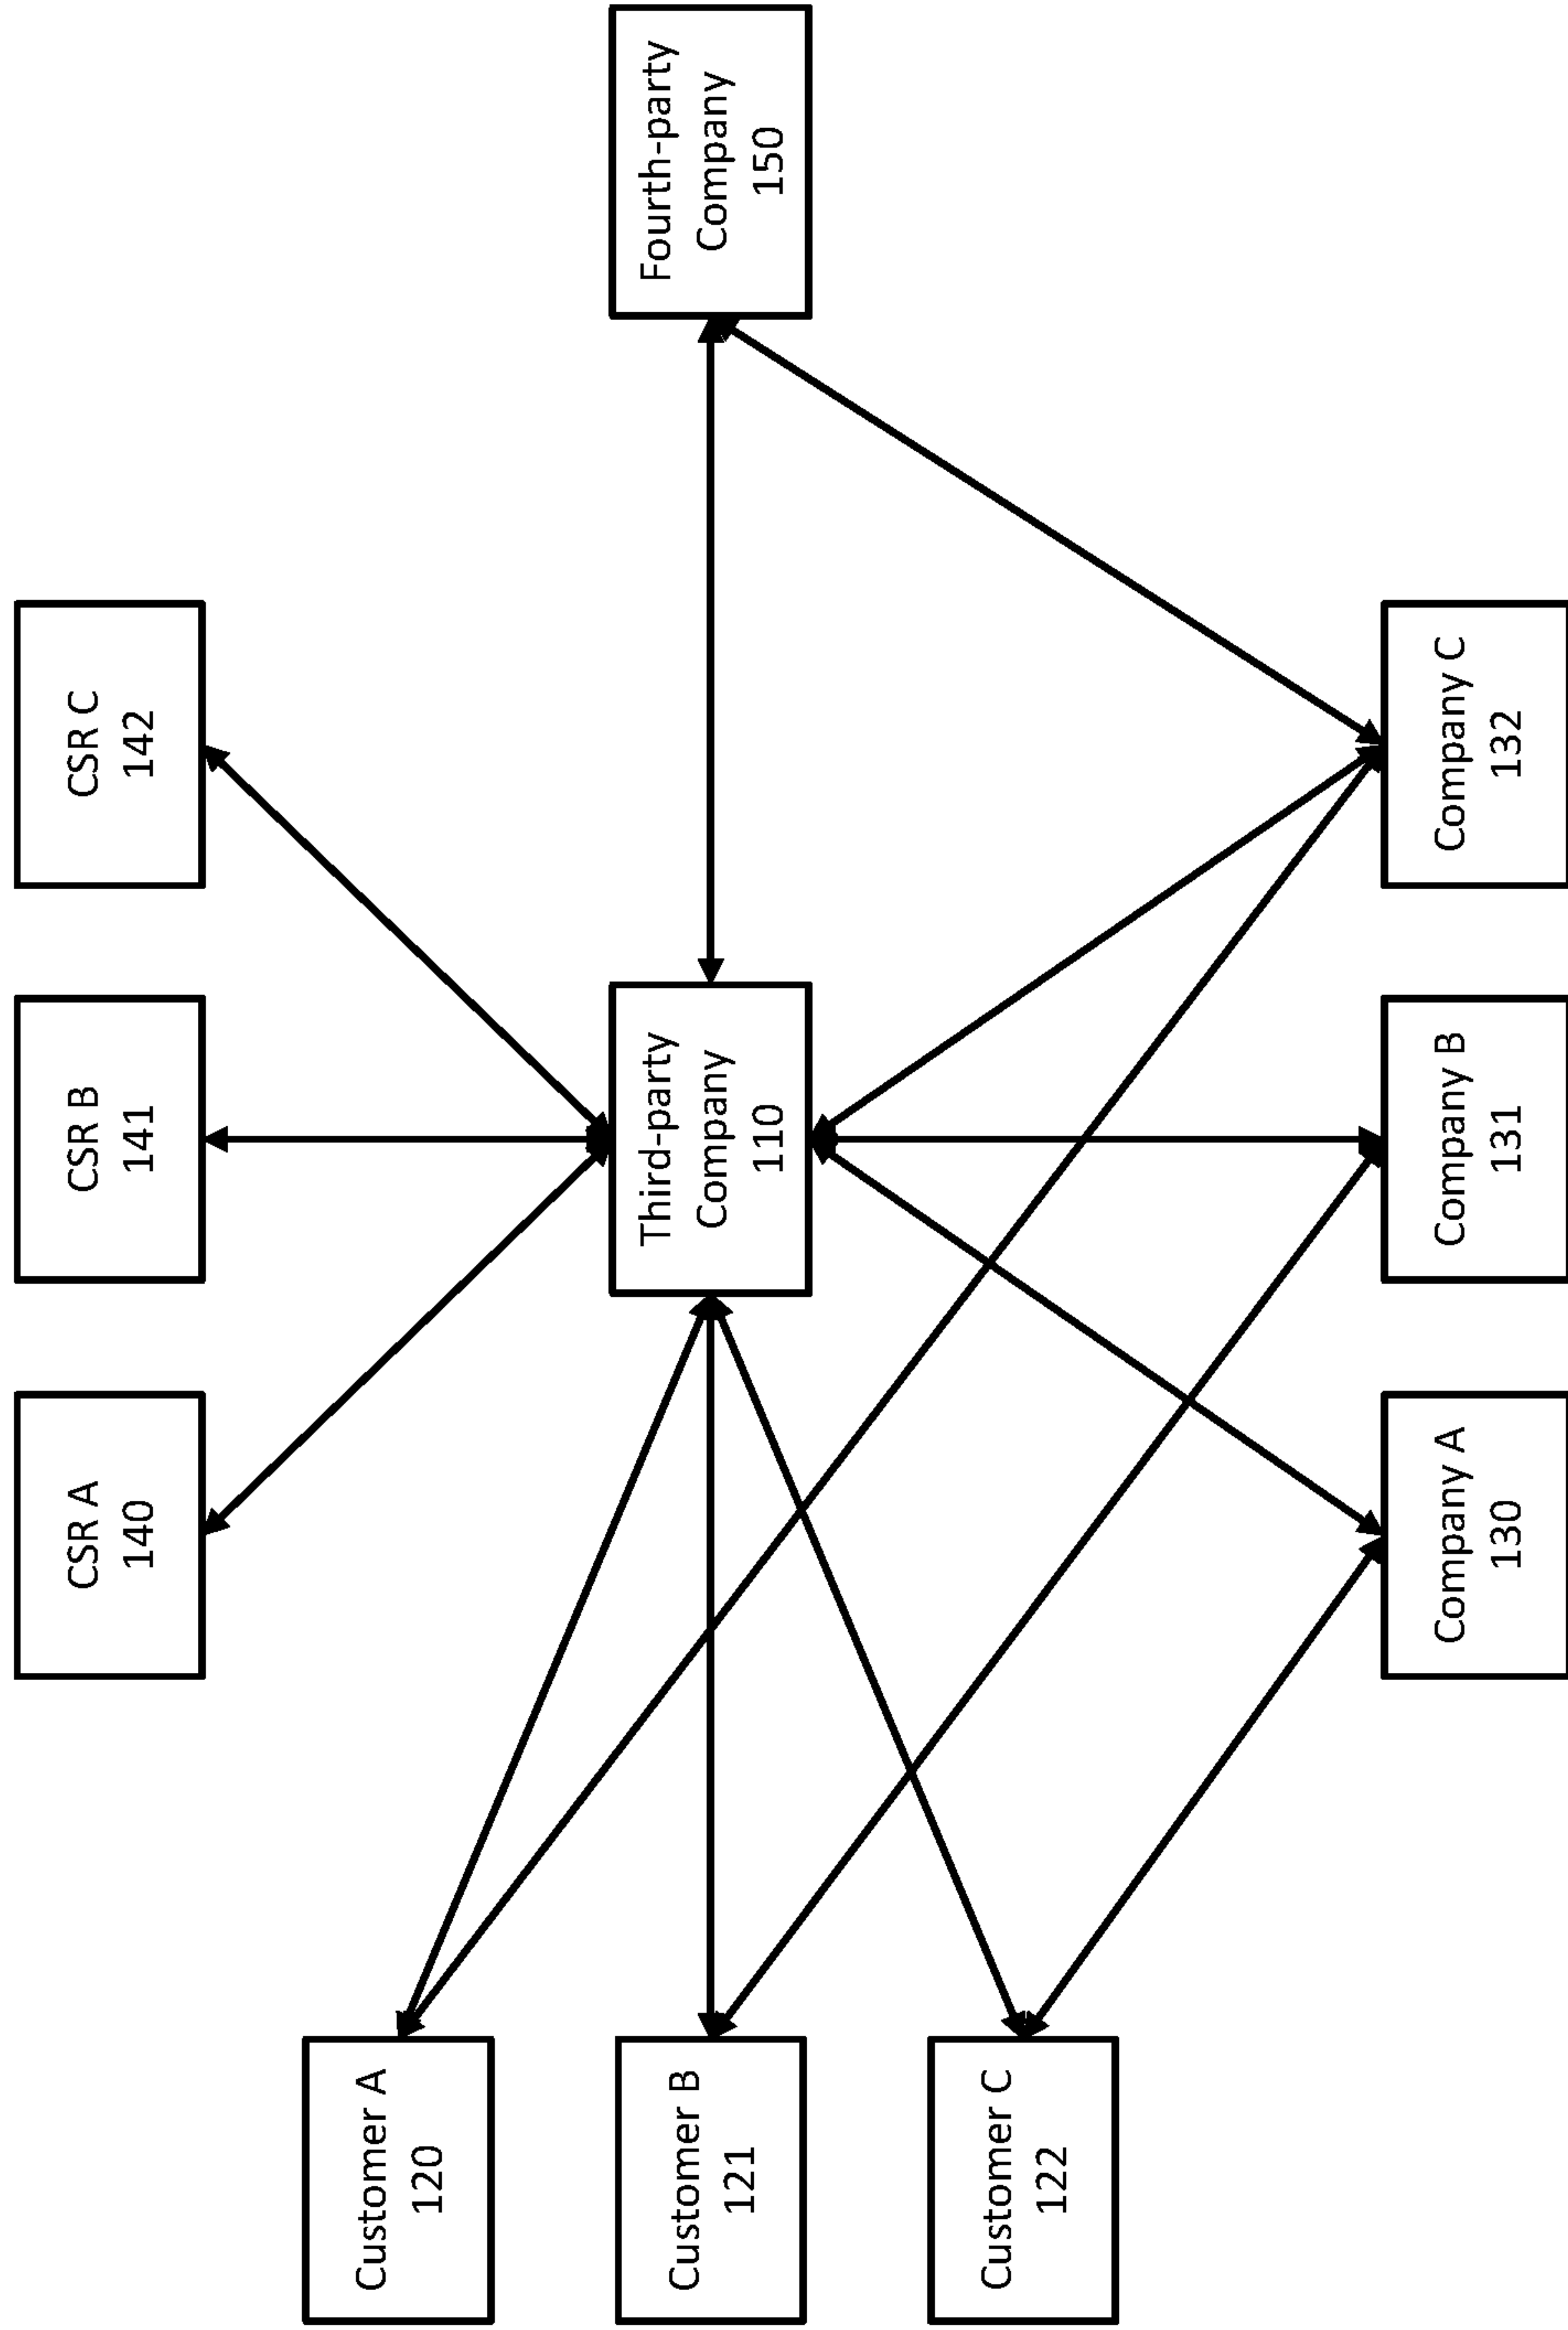 CSR A
140
CSR B
141
CSR C
142
Customer A
120
Customer B
121
Customer C
122
Third-party
Company
110
Fourth-party
Company
150
Company A
130
Company B
131
Company C
132